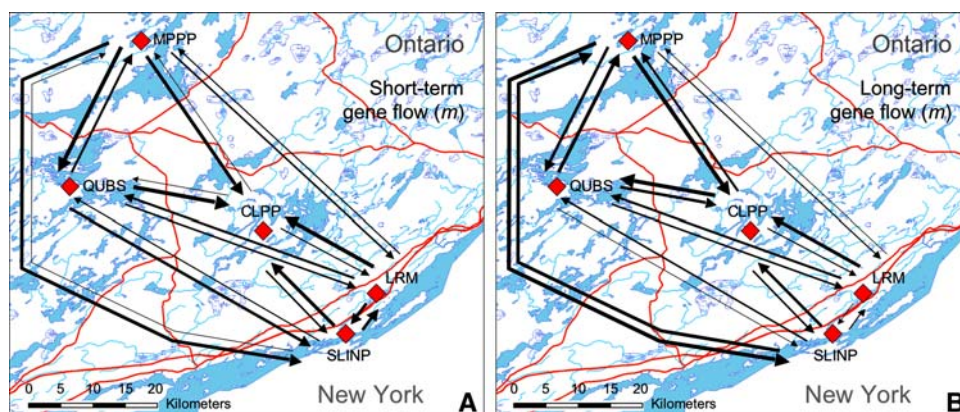 MPPP
Ontario
Short-term
gene flow (m)
QUBS
CLPP
LRM
SLINP
0 5 10 15 20
Kilometers
New York
A
MPPP
Ontario
Long-term
gene flow (m)
QUBS
CLPP
LRM
SLINP
0 5 10 15 20
Kilometers
New York
B